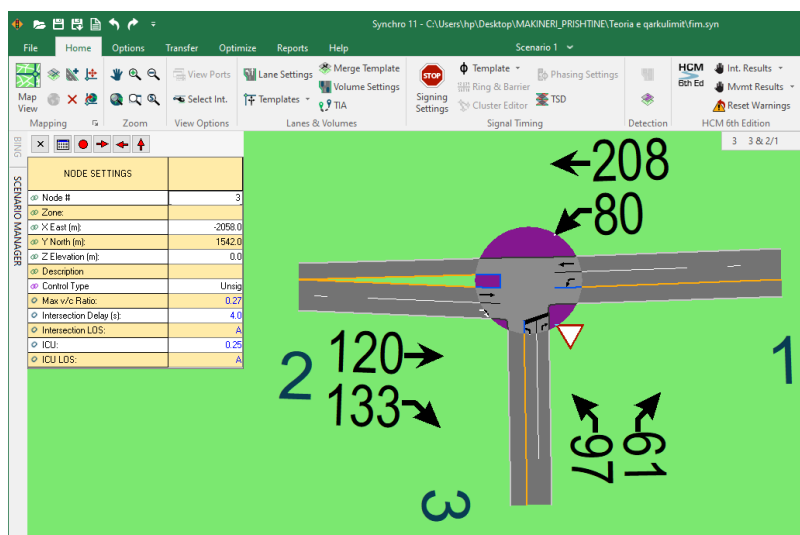 Synchro 11 - C:\Users\hp\Desktop\MAKINERI_PRISHTINE\Teoria e qarkulimit\fim.syn
File Home Options Transfer Optimize Reports Help Scenario 1
Map View
Mapping
Zoom
View Ports
Select Int.
View Options
Lane Settings
Templates
Merge Template
Volume Settings
TIA
Lanes & Volumes
STOP
Signing Settings
Template
Ring & Barrier
Cluster Editor
Phasing Settings
TSD
Signal Timing
Detection
HCM
6th Ed
Int. Results
Mvmt Results
Reset Warnings
HCM 6th Edition
BING
SCENARIO MANAGER
3 3 & 2/1
NODE SETTINGS
Node # 3
Zone:
X East (m): -2058.0
Y North (m): 1542.0
Z Elevation (m): 0.0
Description
Control Type Unsig
Max v/c Ratio: 0.27
Intersection Delay (s): 4.0
Intersection LOS: A
ICU: 0.25
ICU LOS: A
208
80
2
120
133
1
97
61
3